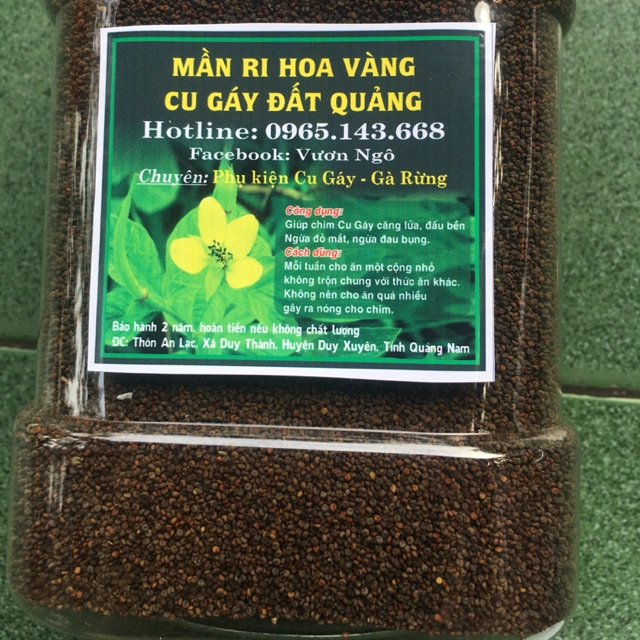 MẦN RI HOA VÀNG
CU GÁY ĐẤT QUẢNG
Hotline: 0965.143.668
Facebook: Vươn Ngô
Chuyên: Phụ kiện Cu Gáy - Gà Rừng
Công dụng:
Giúp chim Cu Gáy căng lửa, đấu bền
Ngừa đỏ mắt, ngừa đau bụng.
Cách dùng:
Mỗi tuần cho ăn một cộng nhỏ
không trộn chung với thức ăn khác.
Không nên cho ăn quá nhiều
gây ra nóng cho chim.
Bảo hành 2 năm, hoàn tiền nếu không chất lượng
ĐC: Thôn An Lạc, Xã Duy Thành, Huyện Duy Xuyên, Tỉnh Quảng Nam